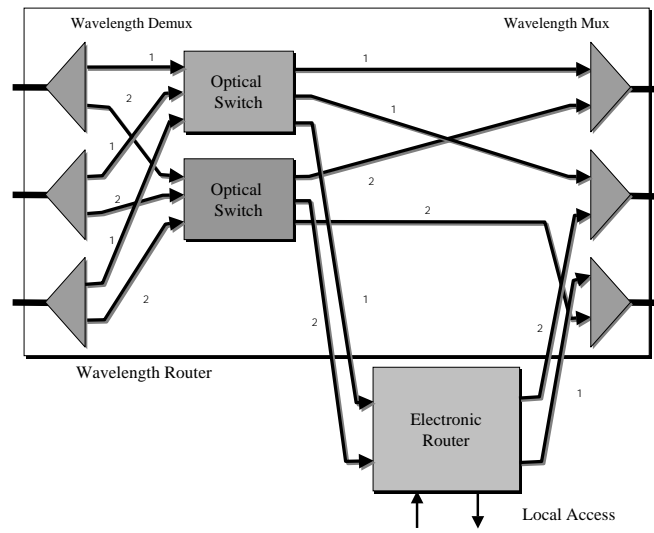 Wavelength Demux
Wavelength Mux
1
1
Optical
Switch
2
1
1
Optical
Switch
2
2
2
1
2
1
2
2
1
Wavelength Router
Electronic
Router
Local Access